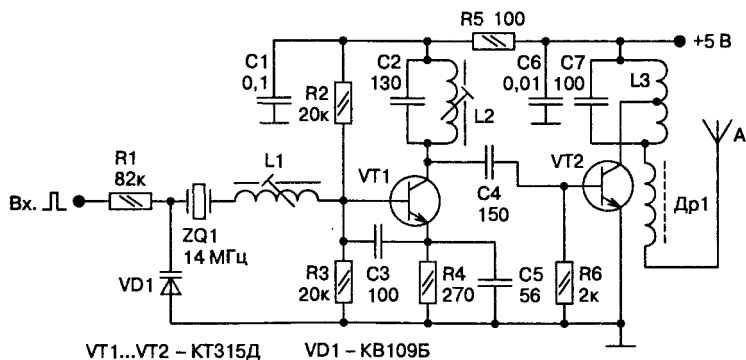 R5 100
+5 В
C1
0,1
C2
130
C6
0,01
C7
100
L3
R2
20к
L2
A
R1
82к
L1
VT1
VT2
Вх.
C4
150
Др1
ZQ1
14 МГц
VD1
R3
20к
C3
100
R4
270
C5
56
R6
2к
VT1...VT2 – КТ315Д VD1 – КВ109Б